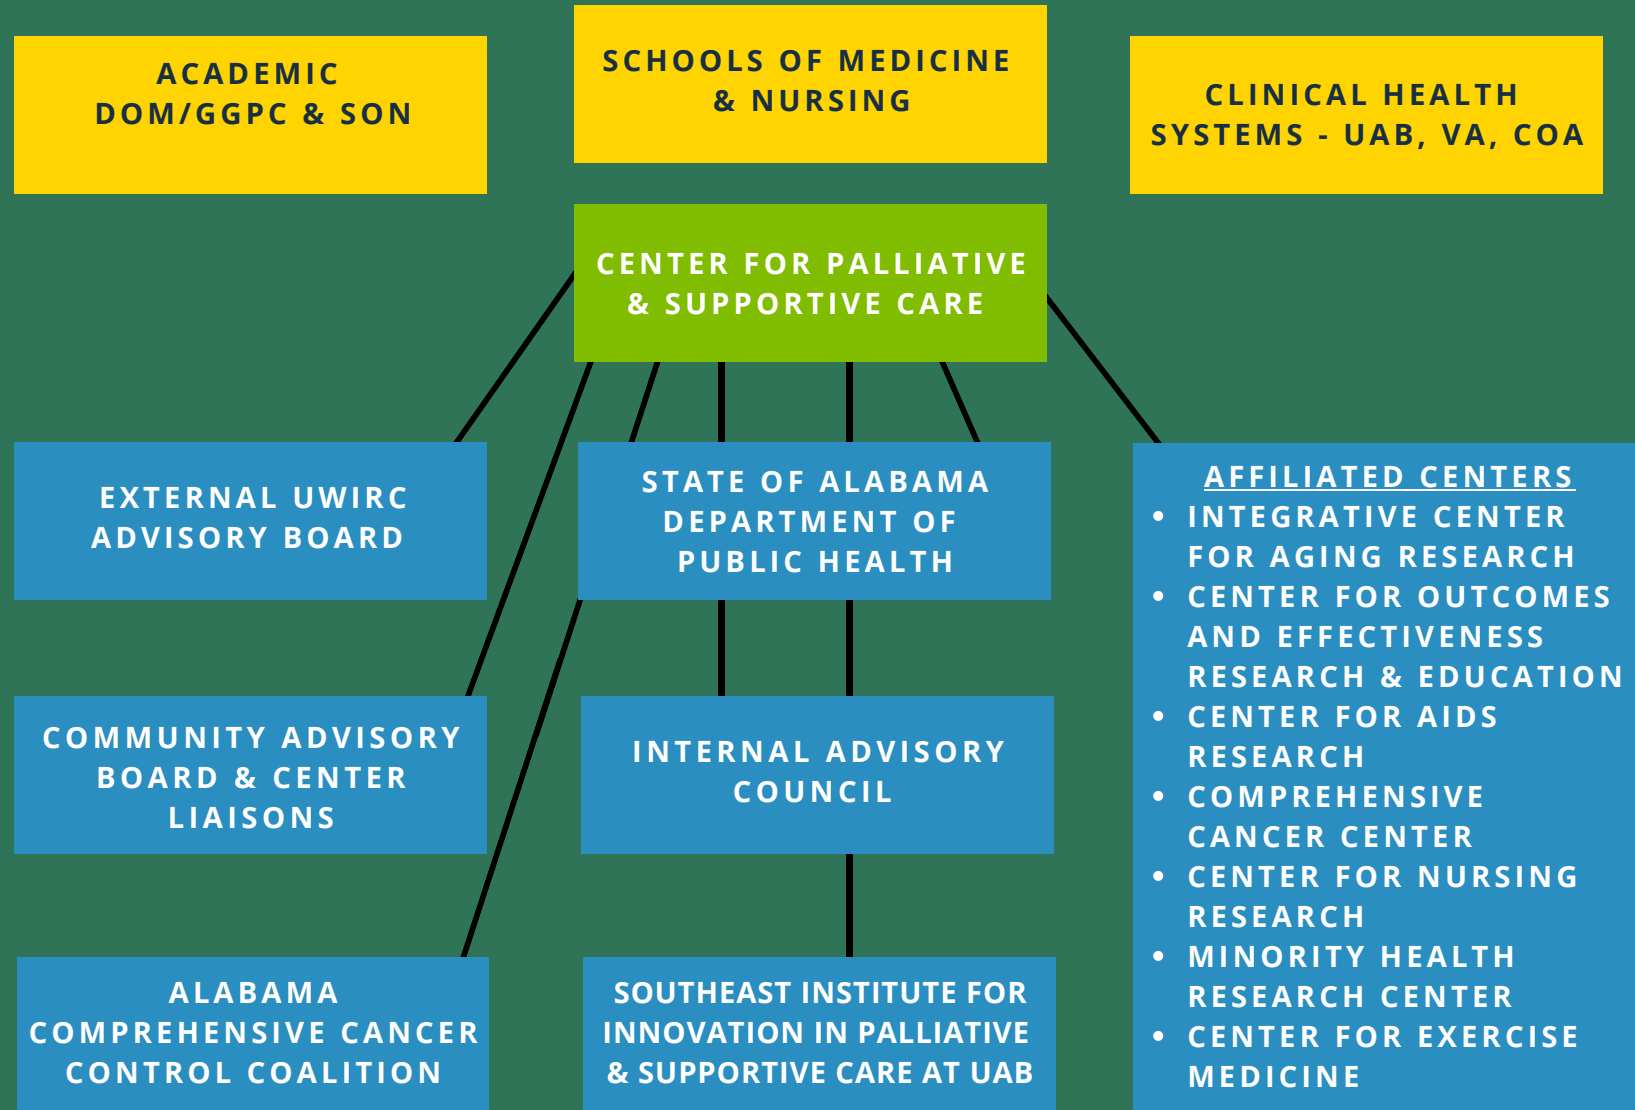 ACADEMIC
DOM/GGPC & SON
SCHOOLS OF MEDICINE
& NURSING
CLINICAL HEALTH
SYSTEMS - UAB, VA, COA
CENTER FOR PALLIATIVE
& SUPPORTIVE CARE
EXTERNAL UWIRC
ADVISORY BOARD
STATE OF ALABAMA
DEPARTMENT OF
PUBLIC HEALTH
COMMUNITY ADVISORY
BOARD & CENTER
LIAISONS
INTERNAL ADVISORY
COUNCIL
ALABAMA
COMPREHENSIVE CANCER
CONTROL COALITION
SOUTHEAST INSTITUTE FOR
INNOVATION IN PALLIATIVE
& SUPPORTIVE CARE AT UAB
AFFILIATED CENTERS
• INTEGRATIVE CENTER
FOR AGING RESEARCH
• CENTER FOR OUTCOMES
AND EFFECTIVENESS
RESEARCH & EDUCATION
• CENTER FOR AIDS
RESEARCH
• COMPREHENSIVE
CANCER CENTER
• CENTER FOR NURSING
RESEARCH
• MINORITY HEALTH
RESEARCH CENTER
• CENTER FOR EXERCISE
MEDICINE